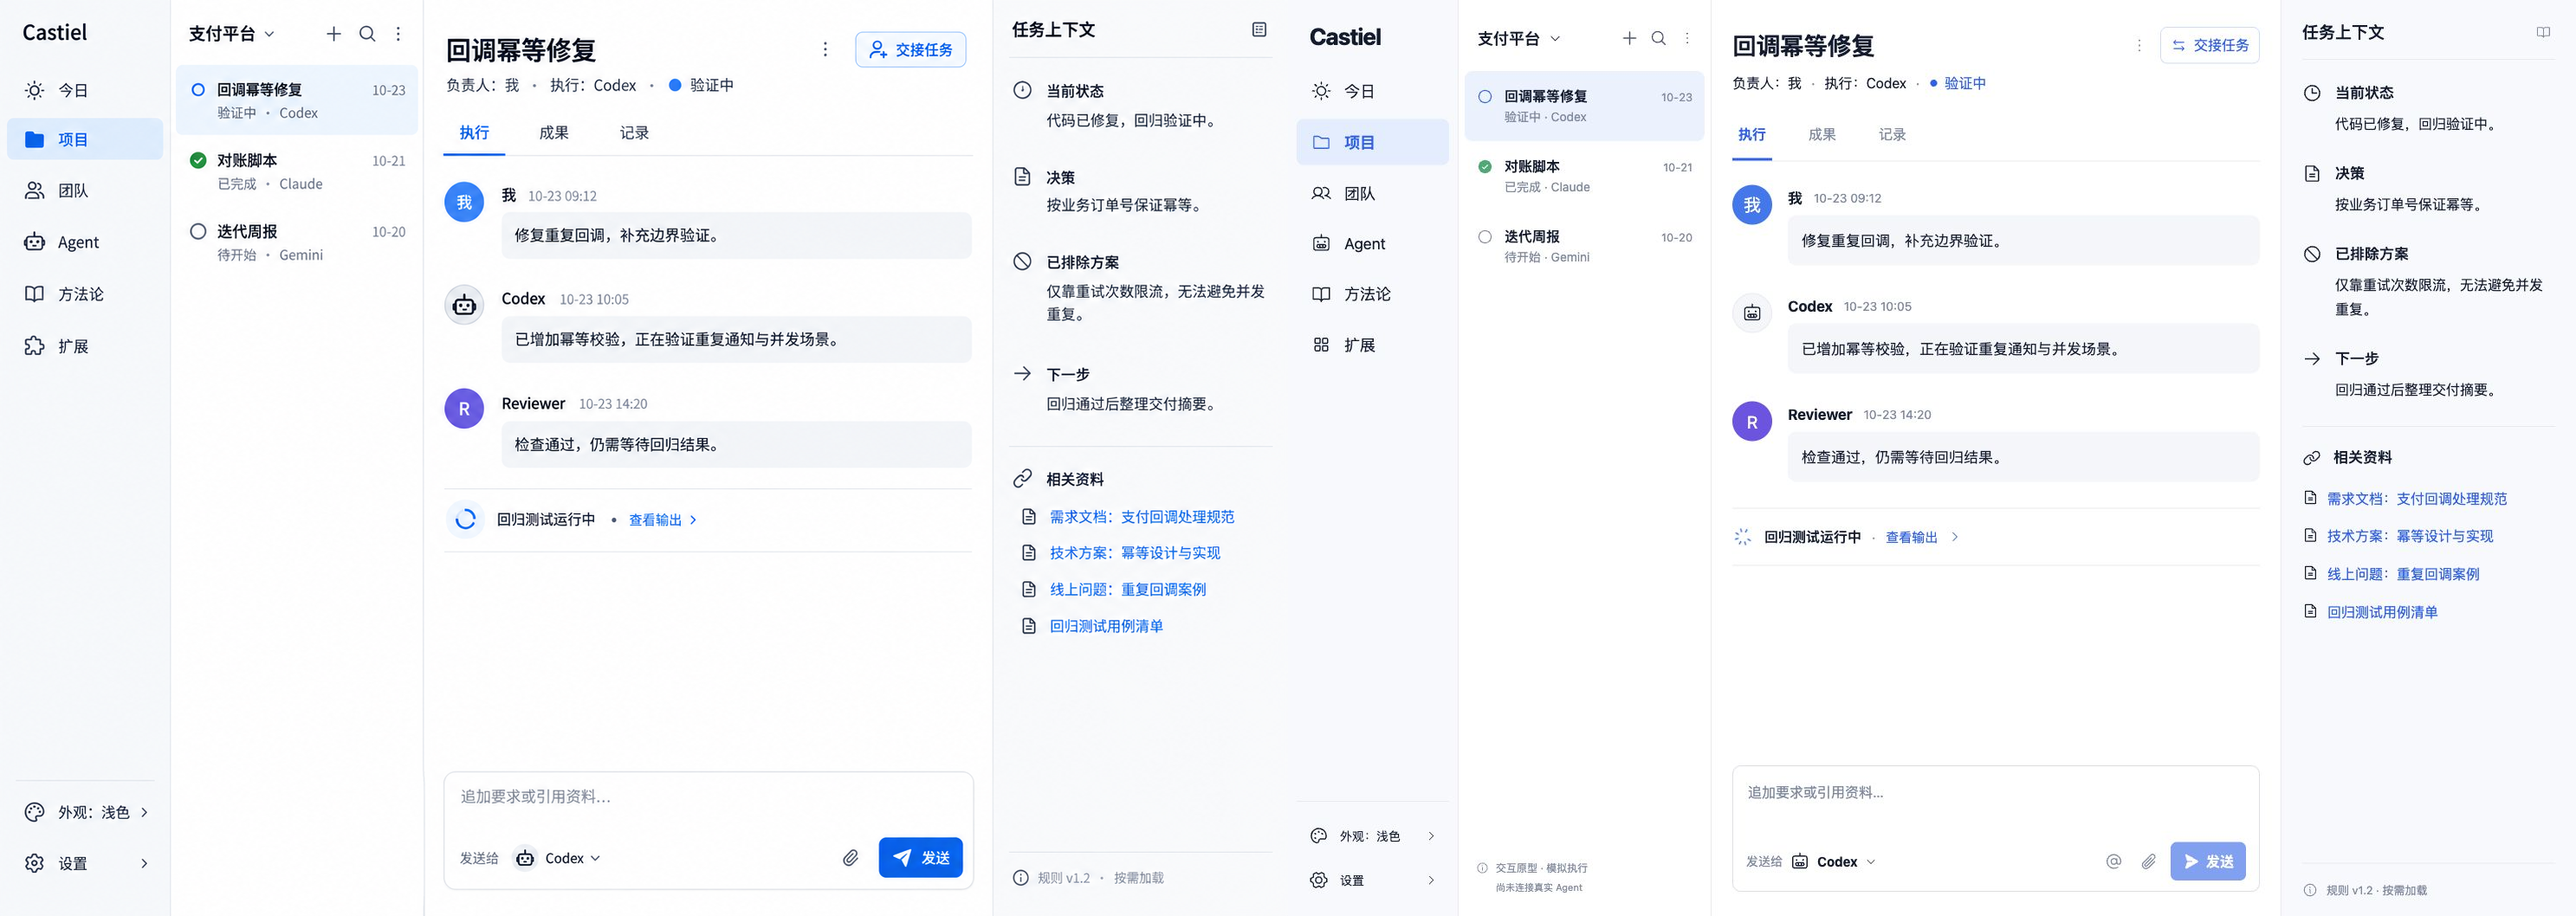 Castiel
今日
项目
团队
Agent
方法论
扩展
外观：浅色
设置
支付平台
回调幂等修复 10-23
验证中 • Codex
对账脚本 10-21
已完成 • Claude
迭代周报 10-20
待开始 • Gemini
回调幂等修复
交接任务
负责人：我 • 执行：Codex • 验证中
执行 成果 记录
我 我 10-23 09:12
修复重复回调，补充边界验证。
Codex 10-23 10:05
已增加幂等校验，正在验证重复通知与并发场景。
R Reviewer 10-23 14:20
检查通过，仍需等待回归结果。
回归测试运行中 • 查看输出
追加要求或引用资料...
发送给 Codex 发送
任务上下文
当前状态
代码已修复，回归验证中。
决策
按业务订单号保证幂等。
已排除方案
仅靠重试次数限流，无法避免并发
重复。
下一步
回归通过后整理交付摘要。
相关资料
需求文档：支付回调处理规范
技术方案：幂等设计与实现
线上问题：重复回调案例
回归测试用例清单
规则 v1.2 • 按需加载
Castiel
今日
项目
团队
Agent
方法论
扩展
外观：浅色
设置
支付平台
回调幂等修复 10-23
验证中 · Codex
对账脚本 10-21
已完成 · Claude
迭代周报 10-20
待开始 · Gemini
交互原型 · 模拟执行
尚未连接真实 Agent
回调幂等修复
交接任务
负责人：我 · 执行：Codex · 验证中
执行 成果 记录
我 我 10-23 09:12
修复重复回调，补充边界验证。
Codex 10-23 10:05
已增加幂等校验，正在验证重复通知与并发场景。
R Reviewer 10-23 14:20
检查通过，仍需等待回归结果。
回归测试运行中 · 查看输出
追加要求或引用资料...
发送给 Codex @ 发送
任务上下文
当前状态
代码已修复，回归验证中。
决策
按业务订单号保证幂等。
已排除方案
仅靠重试次数限流，无法避免并发
重复。
下一步
回归通过后整理交付摘要。
相关资料
需求文档：支付回调处理规范
技术方案：幂等设计与实现
线上问题：重复回调案例
回归测试用例清单
规则 v1.2 · 按需加载